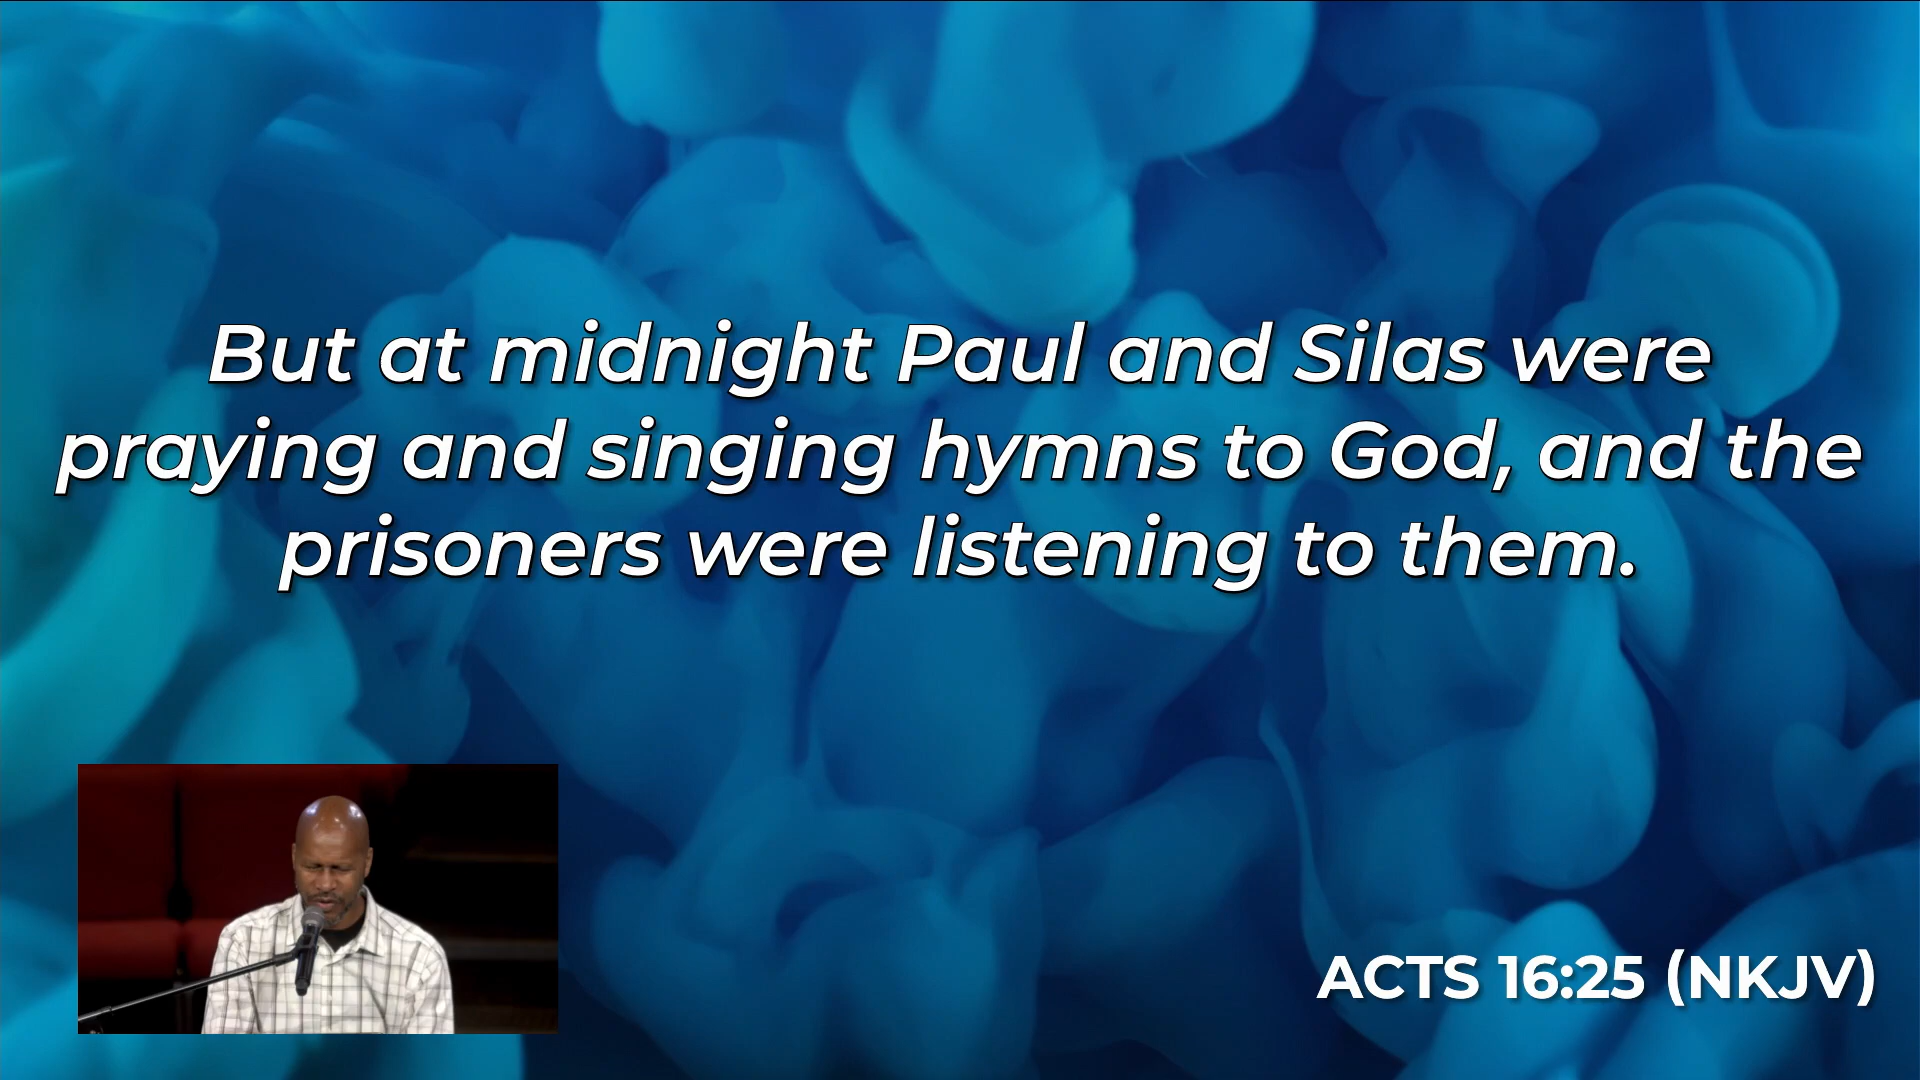 But at midnight Paul and Silas were
praying and singing hymns to God, and the
prisoners were listening to them.
ACTS 16:25 (NKJV)